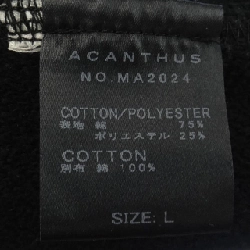 ACANTHUS
NO.MA2024
COTTON/POLYESTER
表地 綿 75%
ポリエステル 25%
COTTON
別布 綿 100%
SIZE: L